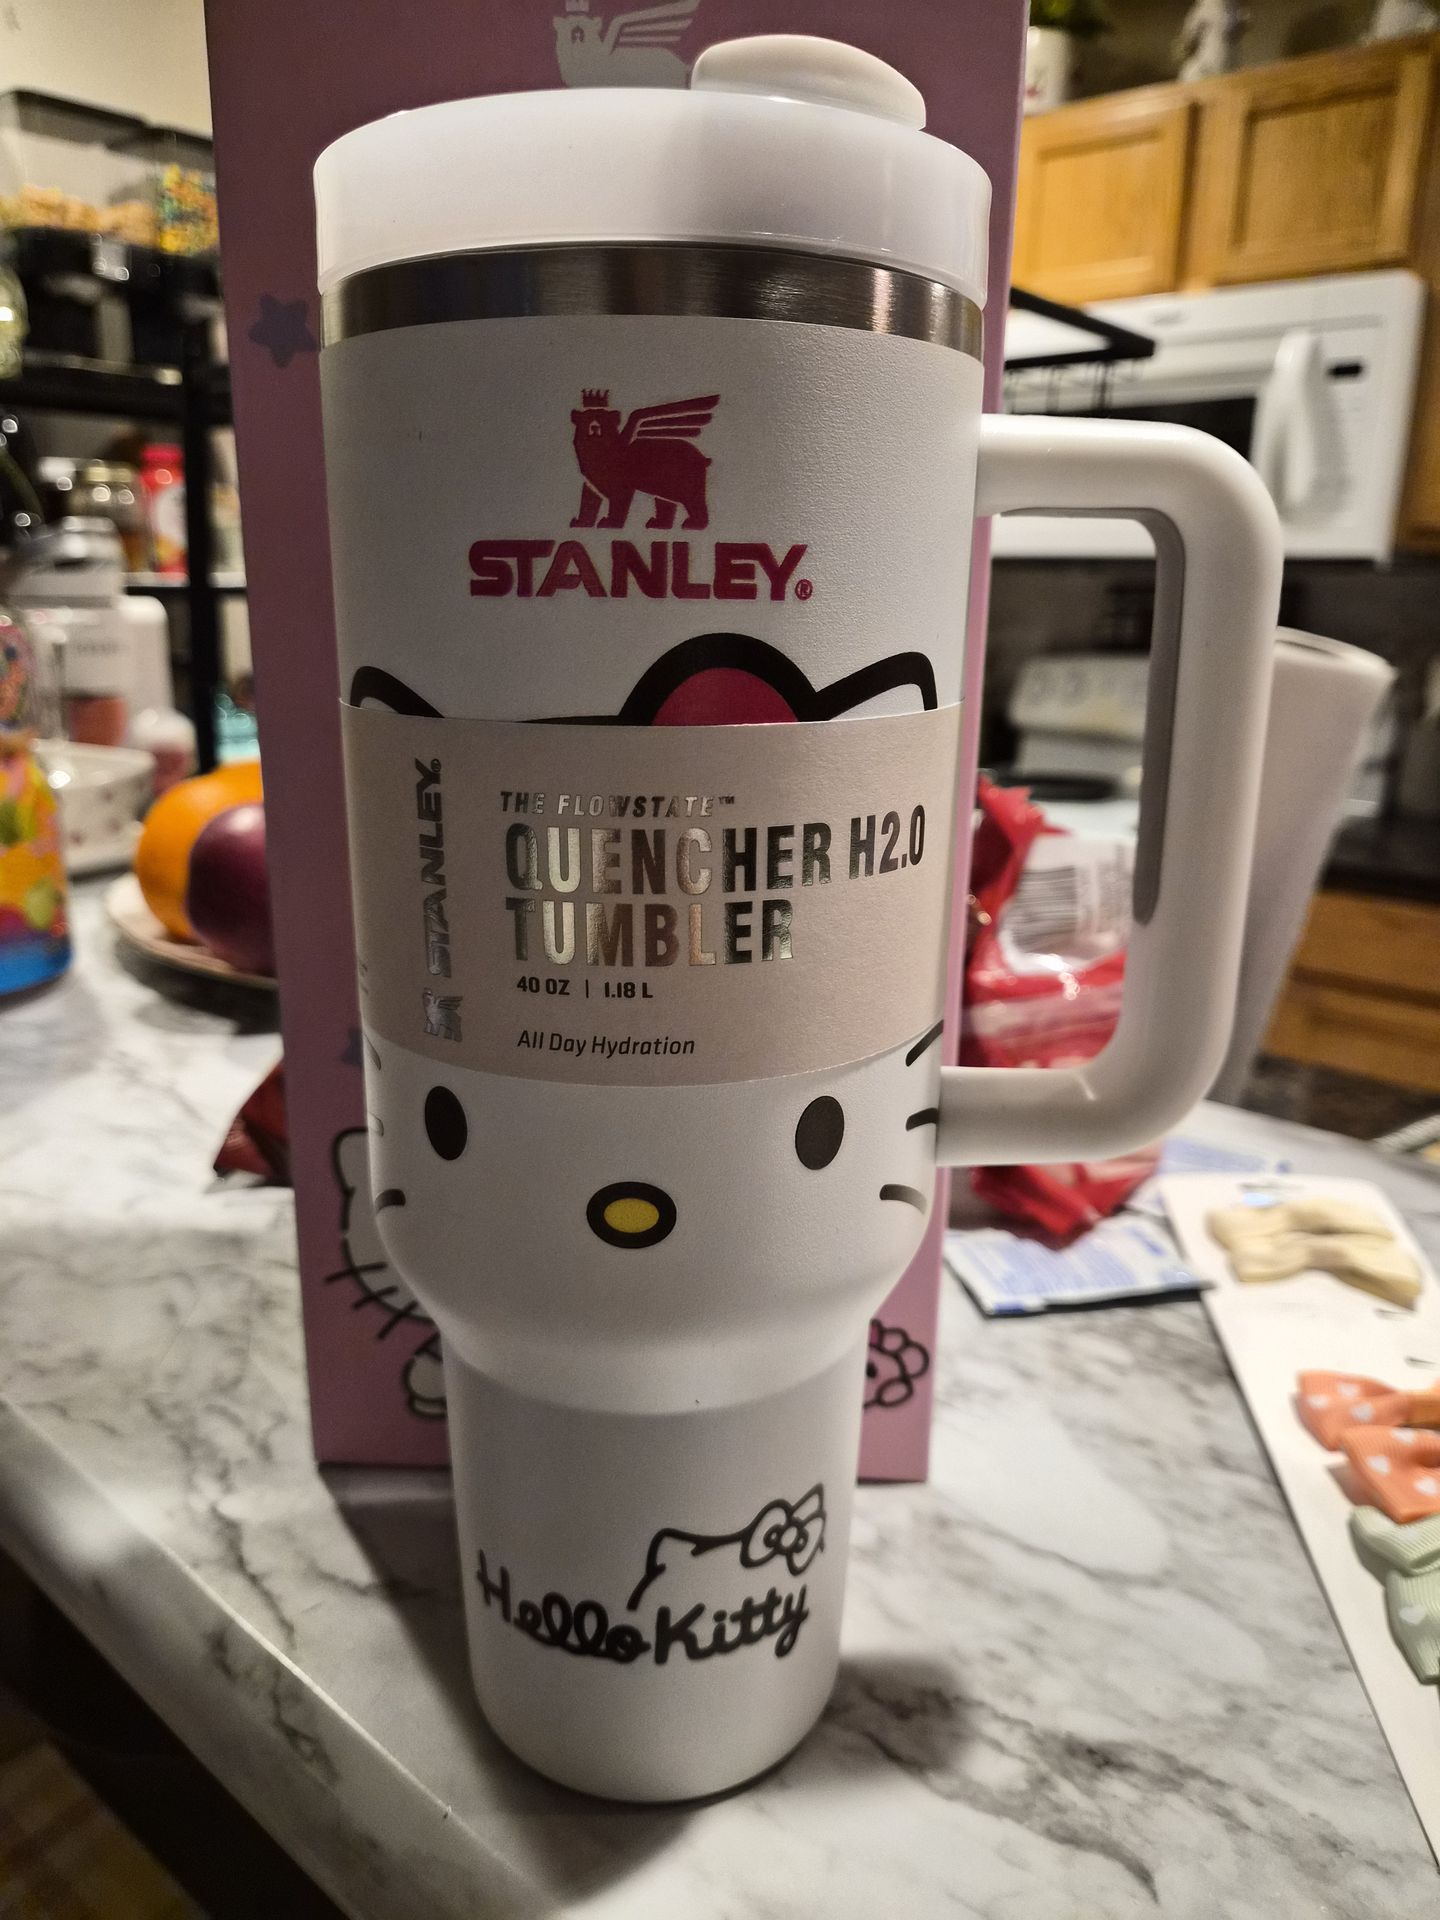 STANLEY®
STANLEY®
THE FLOWSTATE™
QUENCHER H2.0
TUMBLER
40 OZ | 1.18 L
All Day Hydration
Hello Kitty